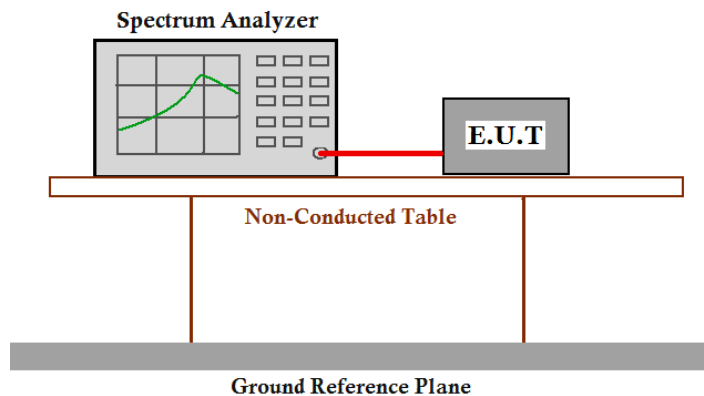 Spectrum Analyzer
E.U.T
Non-Conducted Table
Ground Reference Plane